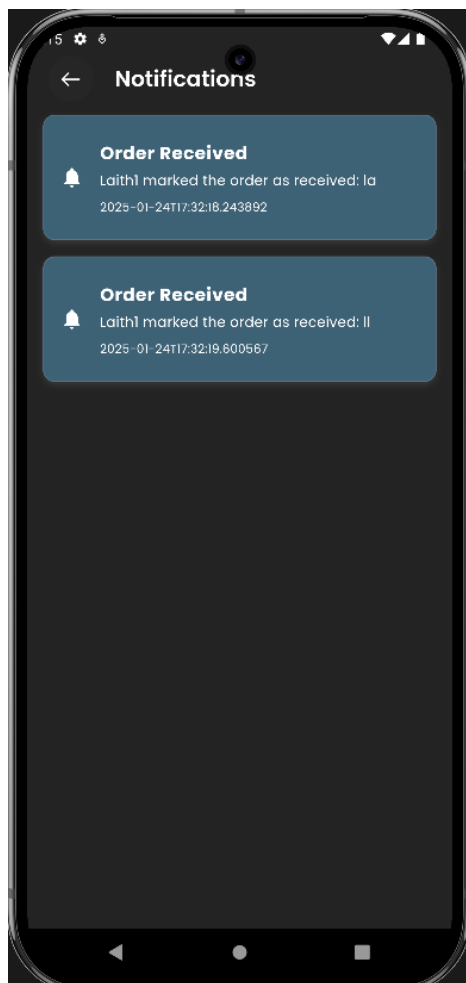 15
Notifications
Order Received
Laith1 marked the order as received: la
2025-01-24T17:32:18.243892
Order Received
Laith1 marked the order as received: ll
2025-01-24T17:32:19.600567